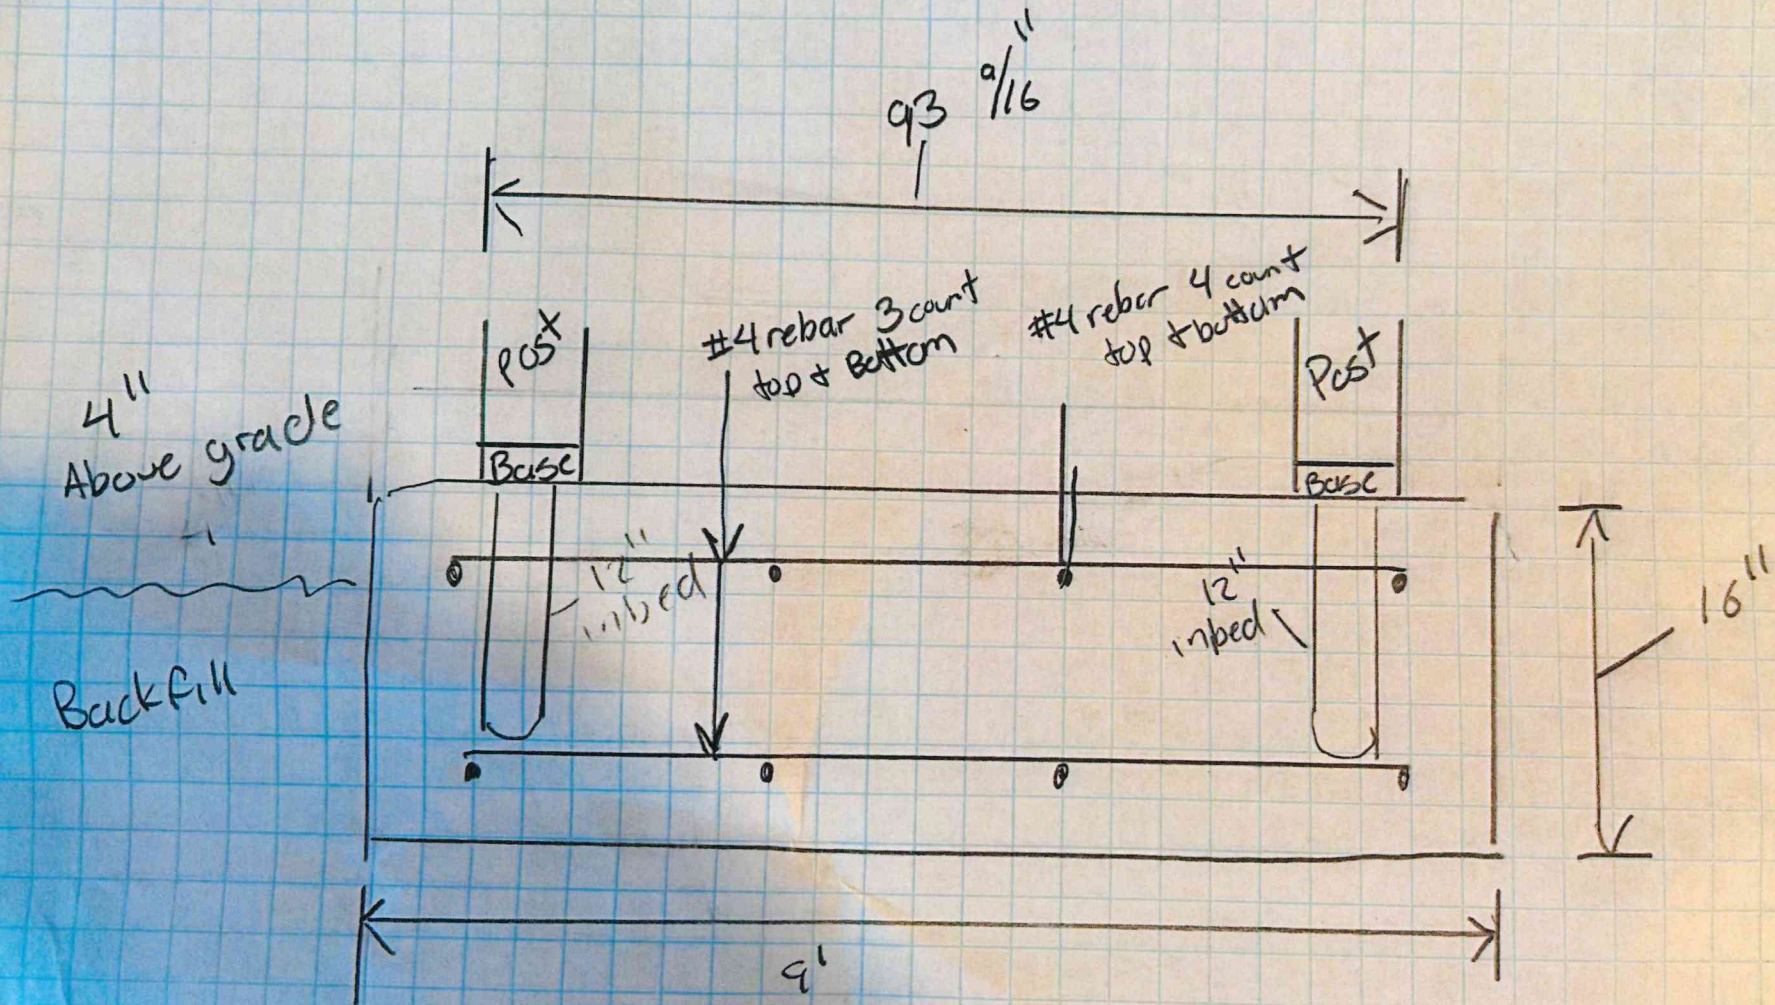 93 9/16"
#4 rebar 3 count
top & Bottom
#4 rebar 4 count
top & bottom
Post
Post
4"
Above grade
Base
Base
12"
inbed
12"
inbed
16"
Backfill
9'